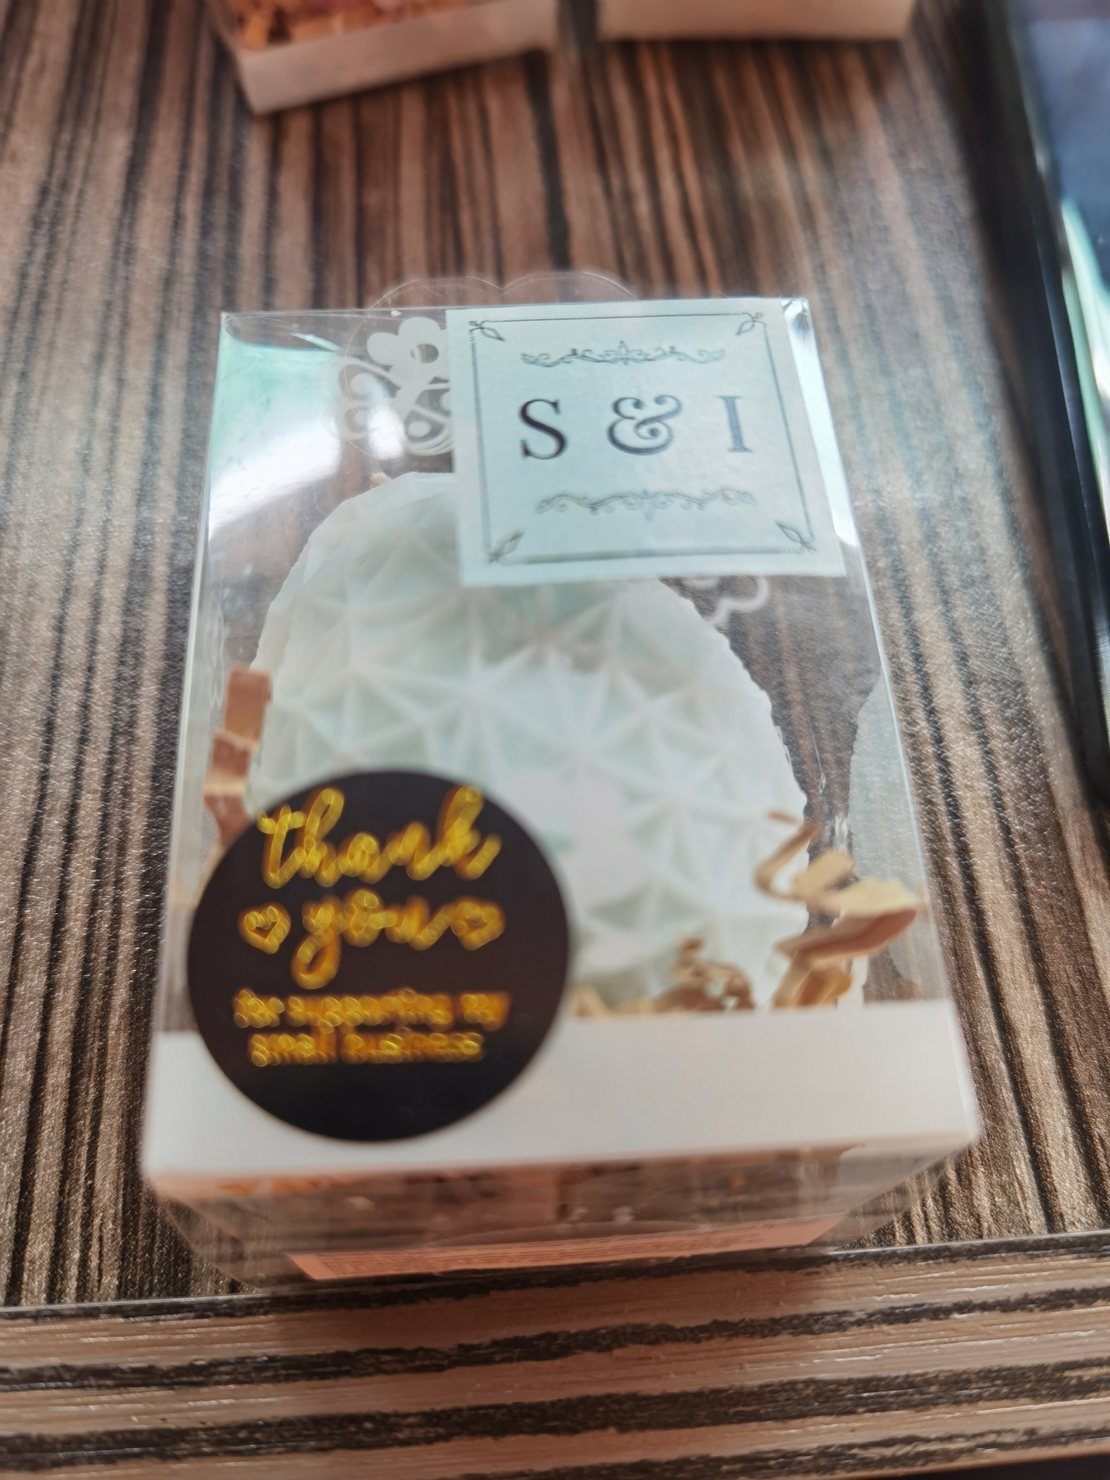 S & I
thank
you
for supporting my
small business